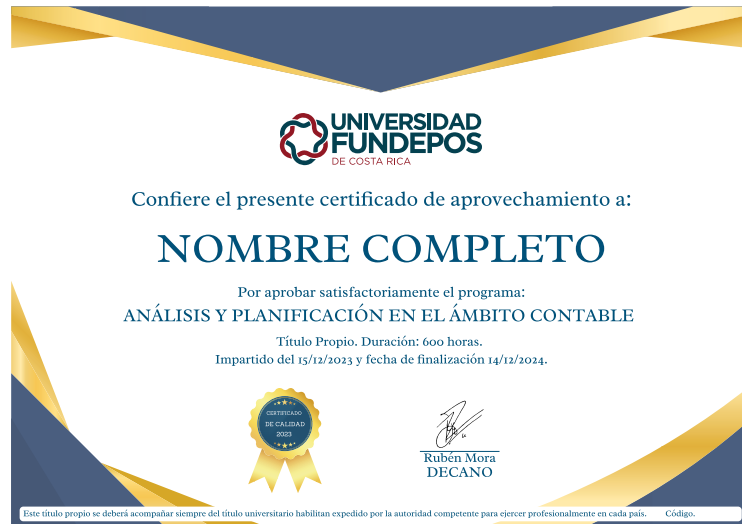 UNIVERSIDAD
FUNDEPOS
DE COSTA RICA
Confiere el presente certificado de aprovechamiento a:
NOMBRE COMPLETO
Por aprobar satisfactoriamente el programa:
ANÁLISIS Y PLANIFICACIÓN EN EL ÁMBITO CONTABLE
Título Propio. Duración: 600 horas.
Impartido del 15/12/2023 y fecha de finalización 14/12/2024.
CERTIFICADO
DE CALIDAD
2023
Rubén Mora
DECANO
Este título propio se deberá acompañar siempre del título universitario habilitan expedido por la autoridad competente para ejercer profesionalmente en cada país. Código.